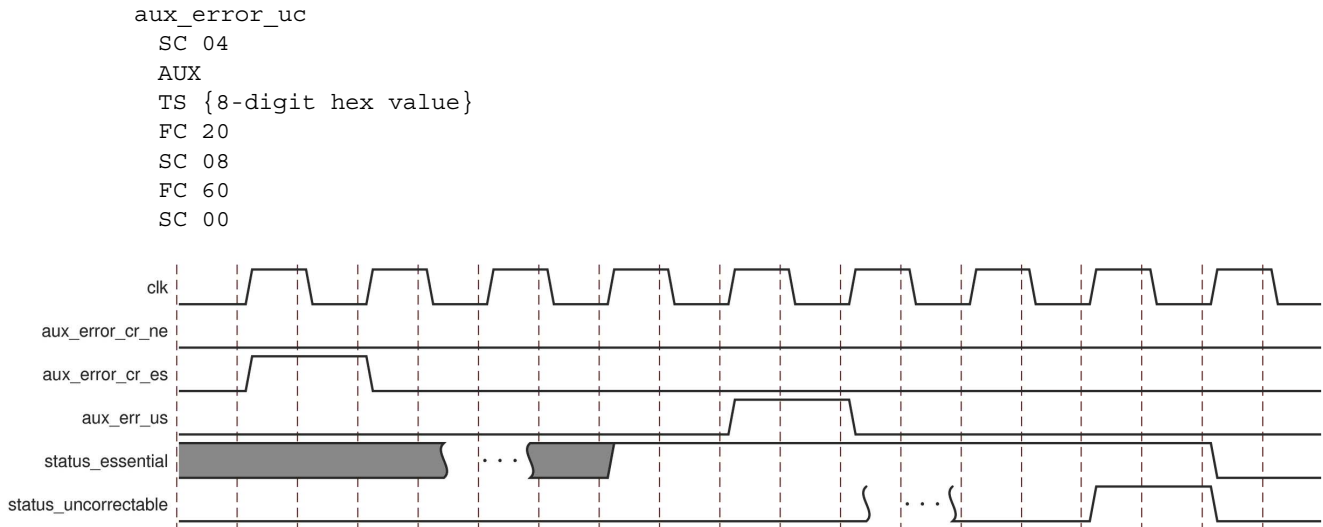 aux_error_uc
SC 04
AUX
TS {8-digit hex value}
FC 20
SC 08
FC 60
SC 00
clk
aux_error_cr_ne
aux_error_cr_es
aux_err_us
status_essential
. . .
status_uncorrectable
. . .